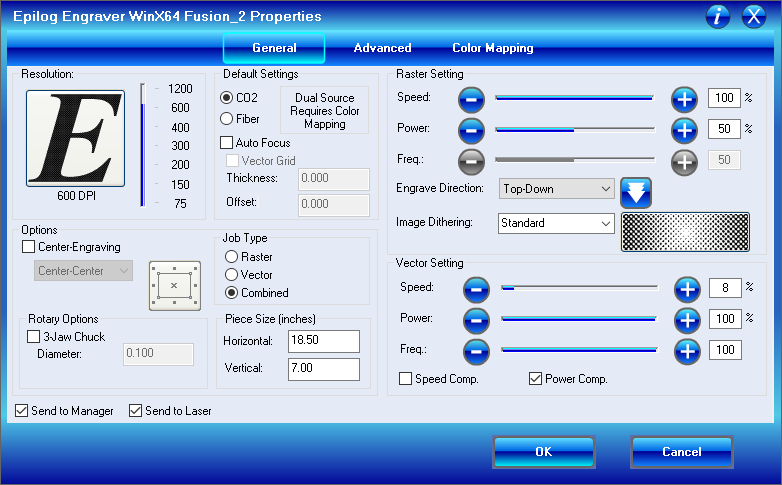 Epilog Engraver WinX64 Fusion_2 Properties
i X
General Advanced Color Mapping
Resolution:
E
1200
600
400
300
200
150
75
600 DPI
Default Settings
CO2
Fiber
Dual Source
Requires Color
Mapping
Auto Focus
Vector Grid
Thickness: 0.000
Offset: 0.000
Options
Center-Engraving
Center-Center
Job Type
Raster
Vector
Combined
Rotary Options
3-Jaw Chuck
Diameter: 0.100
Piece Size (inches)
Horizontal: 18.50
Vertical: 7.00
Raster Setting
Speed: 100 %
Power: 50 %
Freq.: 50
Engrave Direction: Top-Down
Image Dithering: Standard
Vector Setting
Speed: 8 %
Power: 100 %
Freq.: 100
Speed Comp. Power Comp.
Send to Manager Send to Laser
OK Cancel